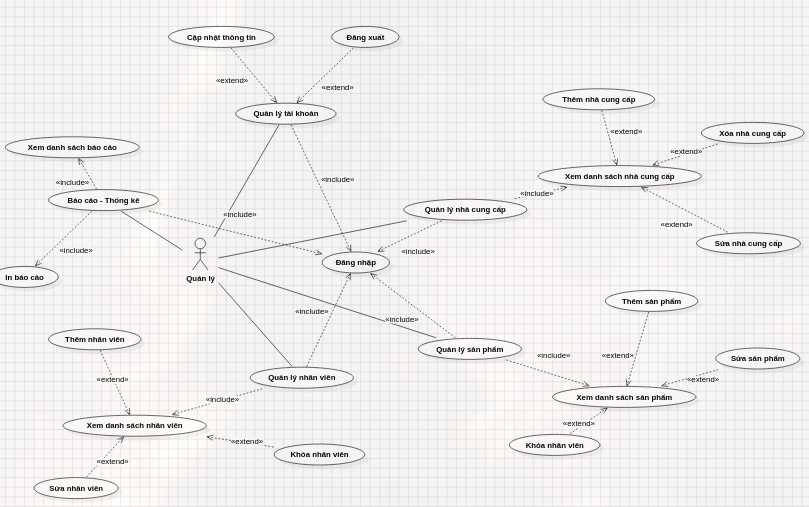 Cập nhật thông tin
Đăng xuất
«extend»
«extend»
Quản lý tài khoản
Thêm nhà cung cấp
«extend»
Xóa nhà cung cấp
Xem danh sách báo cáo
«extend»
Xem danh sách nhà cung cấp
«include»
«include»
«include»
Báo cáo - Thống kê
«include»
Quản lý nhà cung cấp
«extend»
Sửa nhà cung cấp
«include»
«include»
Đăng nhập
In báo cáo
Quản lý
Thêm sản phẩm
«include»
«include»
Thêm nhân viên
Quản lý sản phẩm
«include»
«extend»
Sửa sản phẩm
«extend»
Quản lý nhân viên
«extend»
Xem danh sách sản phẩm
«include»
«extend»
Xem danh sách nhân viên
«extend»
Khóa nhân viên
«extend»
Khóa nhân viên
Sửa nhân viên